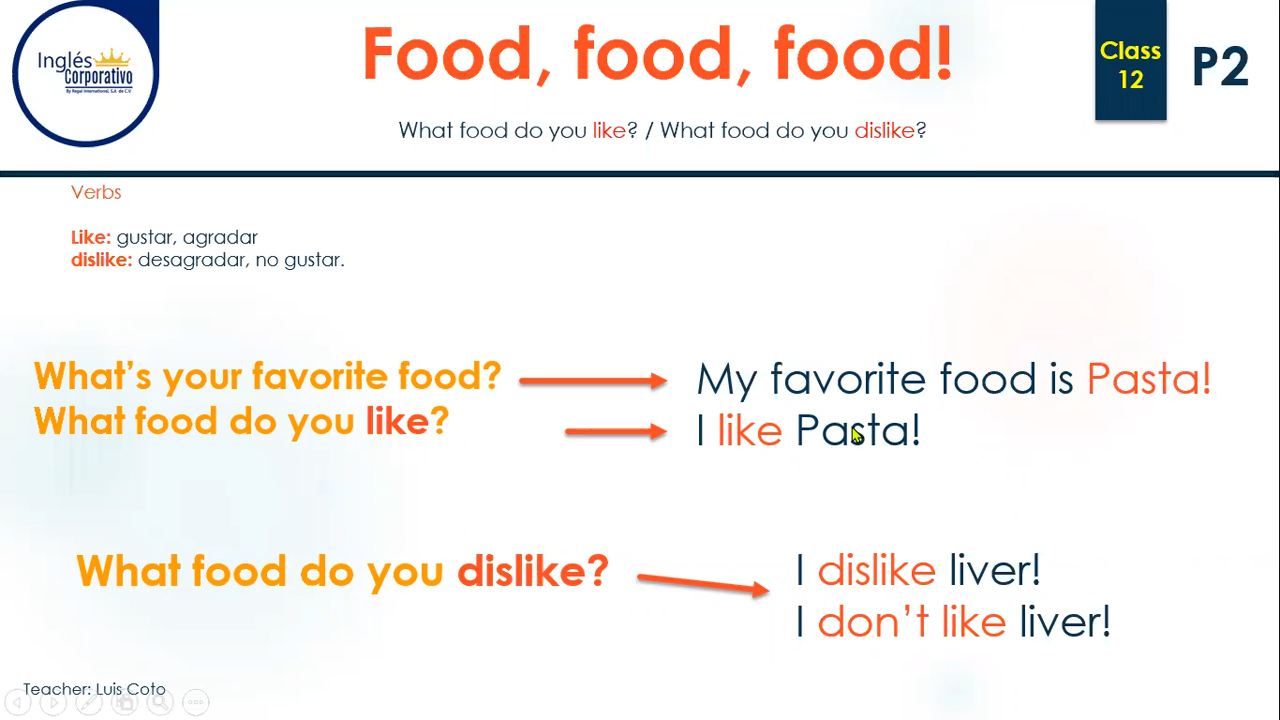 Inglés
Corporativo
By Regal International, S.A. de C.V.
Food, food, food!
Class
12
P2
What food do you like? / What food do you dislike?
Verbs
Like: gustar, agradar
dislike: desagradar, no gustar.
What's your favorite food?
My favorite food is Pasta!
What food do you like?
I like Pasta!
What food do you dislike?
I dislike liver!
I don't like liver!
Teacher: Luis Coto